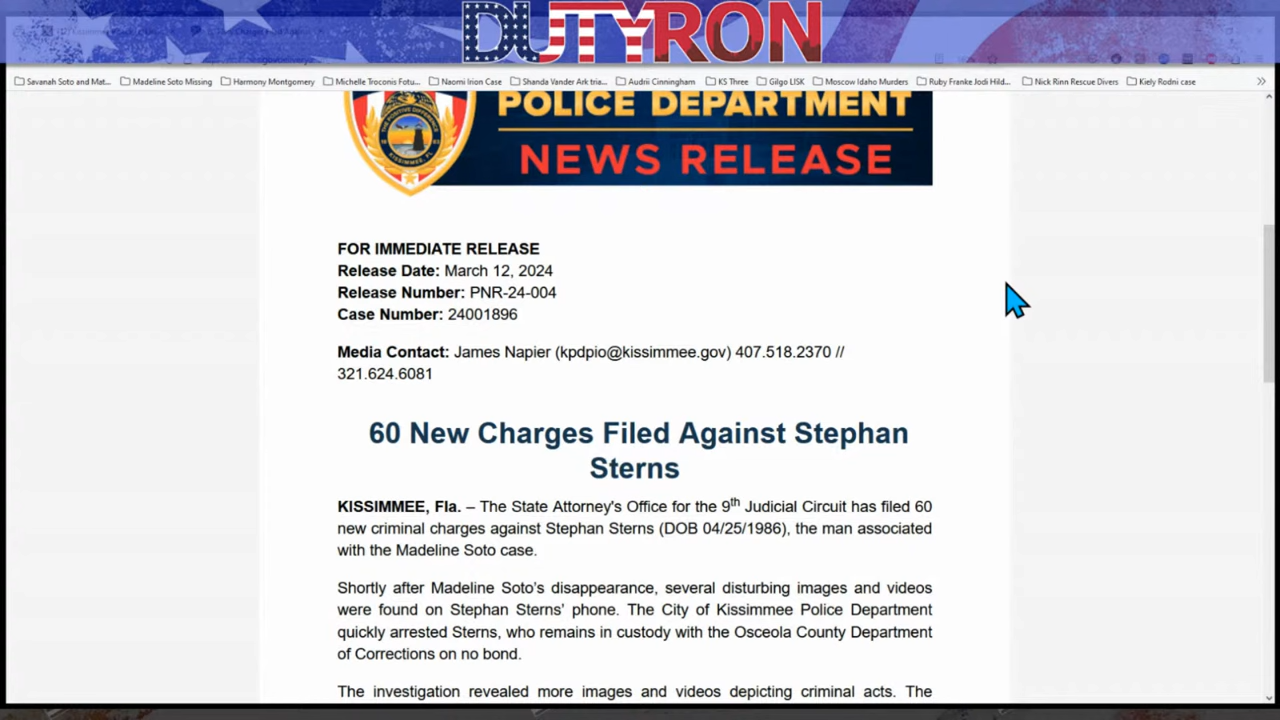 DUTYRON
Savanah Soto and Mat... Madeline Soto Missing Harmony Montgomery Michelle Troconis Fotu... Naomi Irion Case Shanda Vander Ark tria... Audrii Cinningham KS Three Gilgo LISK Moscow Idaho Murders Ruby Franke Jodi Hild... Nick Rinn Rescue Divers Kiely Rodni case
POLICE DEPARTMENT
NEWS RELEASE
KISSIMMEE, FL
FOR IMMEDIATE RELEASE
Release Date: March 12, 2024
Release Number: PNR-24-004
Case Number: 24001896
Media Contact: James Napier (kpdpio@kissimmee.gov) 407.518.2370 //
321.624.6081
60 New Charges Filed Against Stephan
Sterns
KISSIMMEE, Fla. – The State Attorney's Office for the 9th Judicial Circuit has filed 60
new criminal charges against Stephan Sterns (DOB 04/25/1986), the man associated
with the Madeline Soto case.
Shortly after Madeline Soto’s disappearance, several disturbing images and videos
were found on Stephan Sterns’ phone. The City of Kissimmee Police Department
quickly arrested Sterns, who remains in custody with the Osceola County Department
of Corrections on no bond.
The investigation revealed more images and videos depicting criminal acts. The